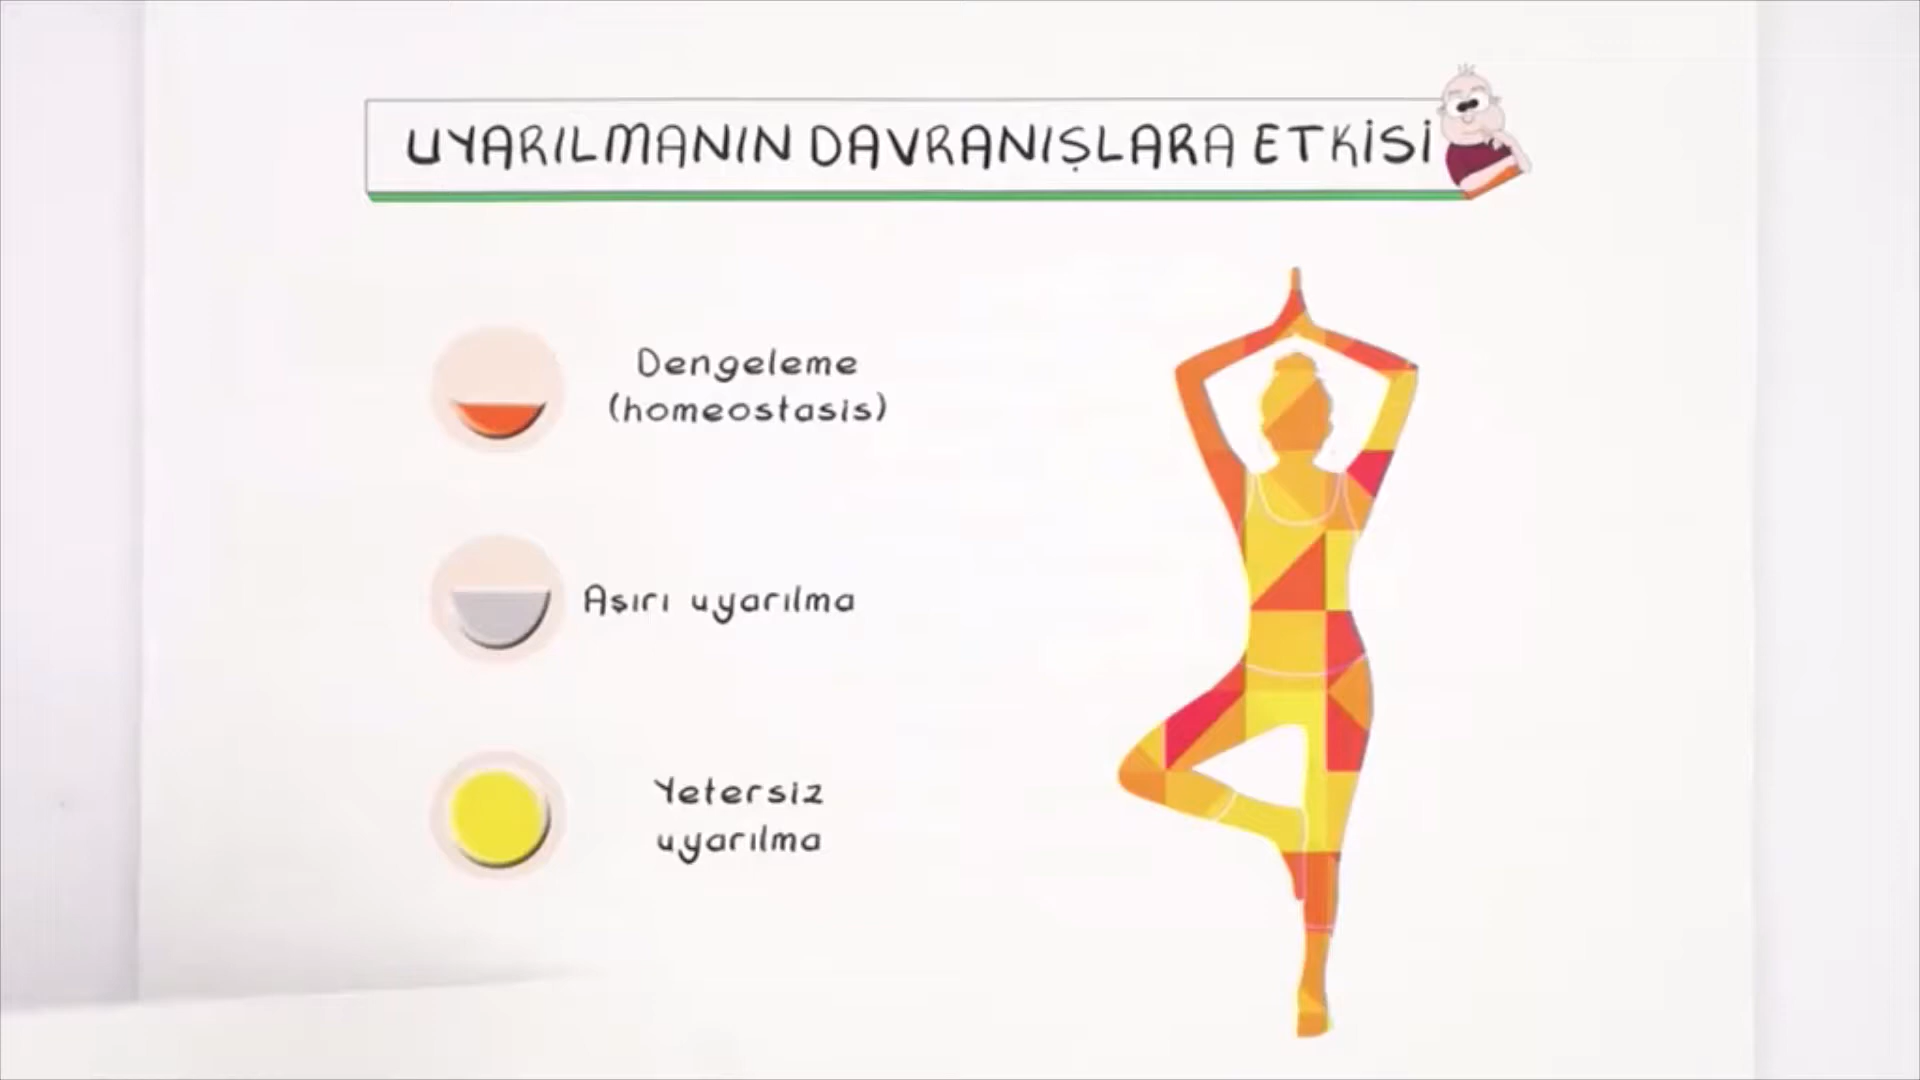 UYARILMANIN DAVRANIŞLARA ETKİSİ
Dengeleme
(homeostasis)
Aşırı uyarılma
Yetersiz
uyarılma